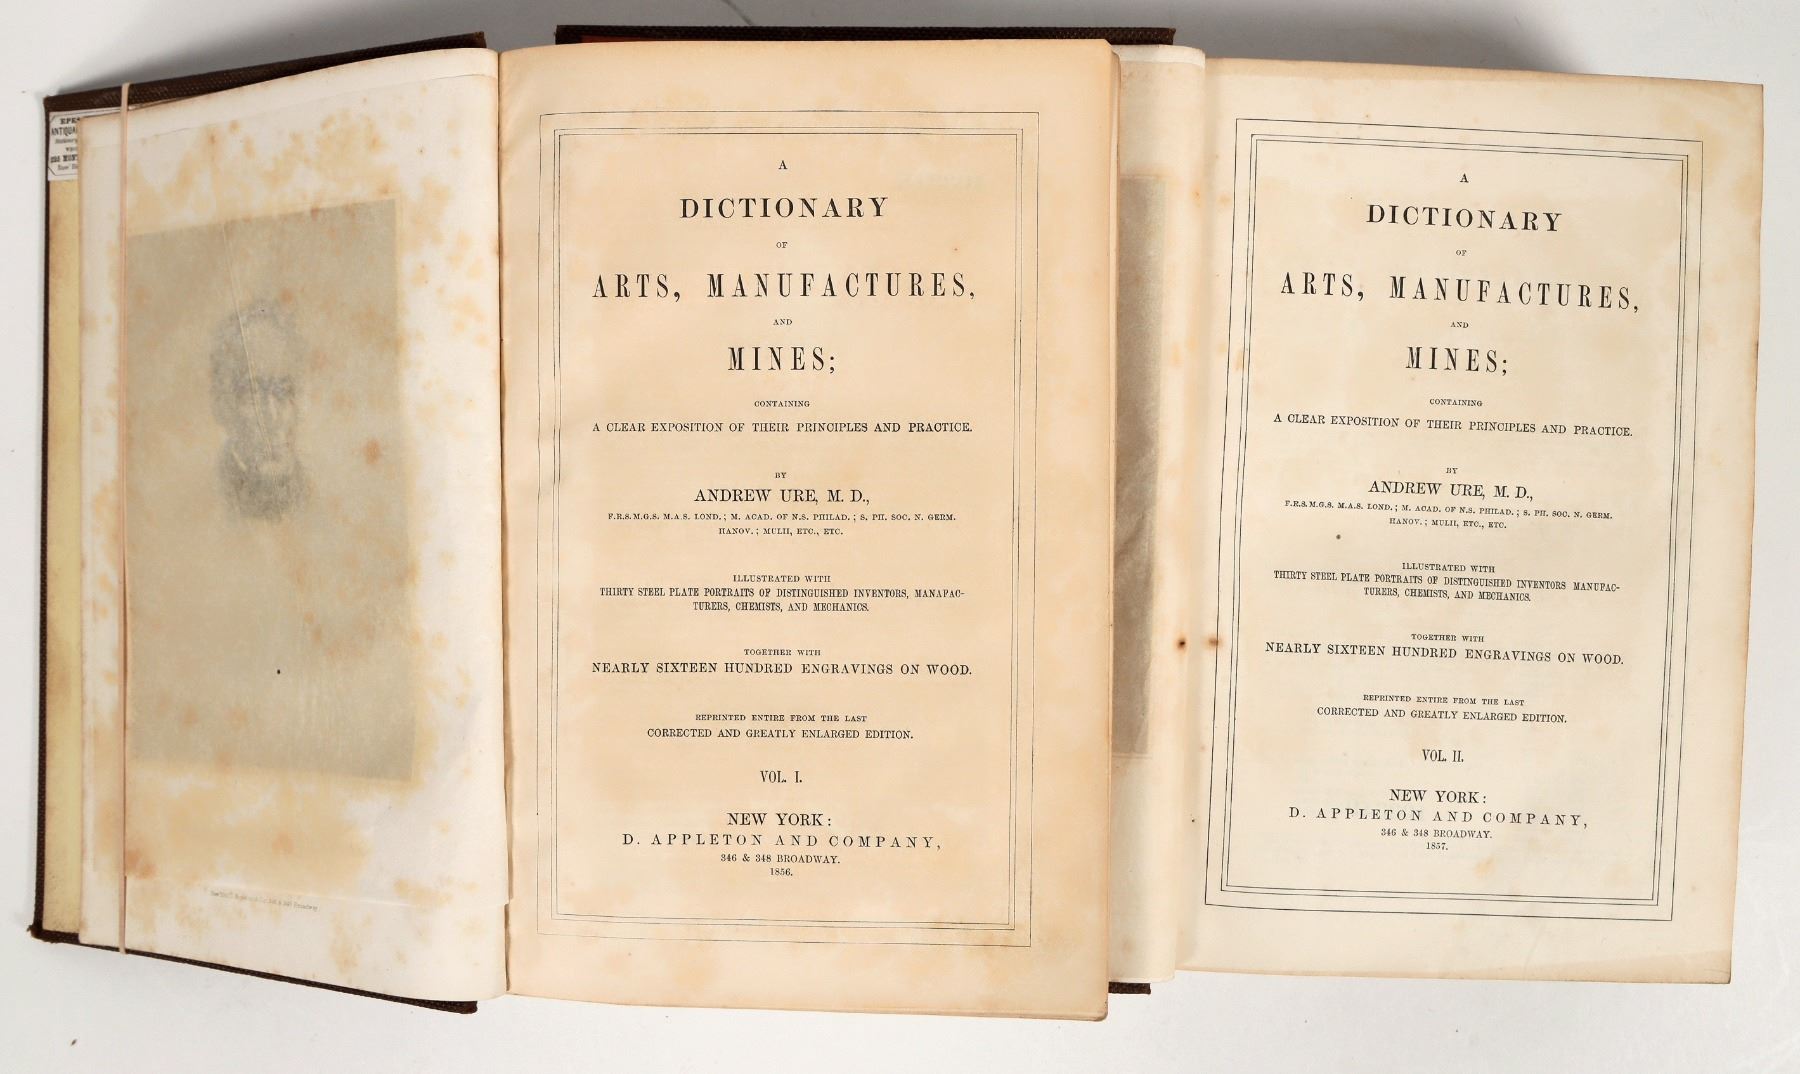 ANTIQUA
A
DICTIONARY
OF
ARTS, MANUFACTURES,
AND
MINES;
CONTAINING
A CLEAR EXPOSITION OF THEIR PRINCIPLES AND PRACTICE.
BY
ANDREW URE, M. D.,
F.R.S. M.G.S. M.A.S. LOND.; M. ACAD. OF N.S. PHILAD.; S. PH. SOC. N. GERM.
HANOV.; MULII, ETC., ETC.
ILLUSTRATED WITH
THIRTY STEEL PLATE PORTRAITS OF DISTINGUISHED INVENTORS, MANAFAC-
TURERS, CHEMISTS, AND MECHANICS.
TOGETHER WITH
NEARLY SIXTEEN HUNDRED ENGRAVINGS ON WOOD.
REPRINTED ENTIRE FROM THE LAST
CORRECTED AND GREATLY ENLARGED EDITION.
VOL. I.
NEW YORK:
D. APPLETON AND COMPANY,
346 & 348 BROADWAY.
1856.
A
DICTIONARY
OF
ARTS, MANUFACTURES,
AND
MINES;
CONTAINING
A CLEAR EXPOSITION OF THEIR PRINCIPLES AND PRACTICE.
BY
ANDREW URE, M. D.,
F.R.S. M.G.S. M.A.S. LOND.; M. ACAD. OF N.S. PHILAD.; S. PH. SOC. N. GERM.
HANOV.; MULII, ETC., ETC.
ILLUSTRATED WITH
THIRTY STEEL PLATE PORTRAITS OF DISTINGUISHED INVENTORS MANUFAC-
TURERS, CHEMISTS, AND MECHANICS.
TOGETHER WITH
NEARLY SIXTEEN HUNDRED ENGRAVINGS ON WOOD.
REPRINTED ENTIRE FROM THE LAST
CORRECTED AND GREATLY ENLARGED EDITION.
VOL. II.
NEW YORK:
D. APPLETON AND COMPANY,
346 & 348 BROADWAY.
1857.